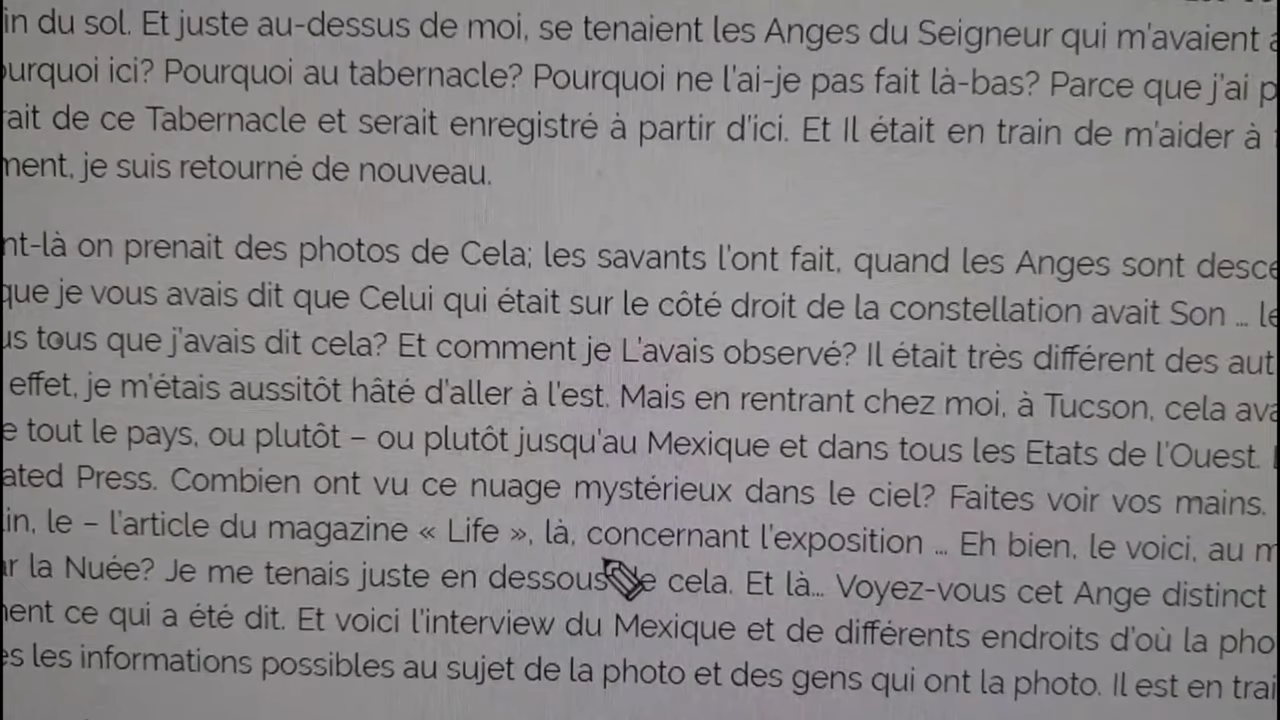 in du sol. Et juste au-dessus de moi, se tenaient les Anges du Seigneur qui m'avaient
urquoi ici? Pourquoi au tabernacle? Pourquoi ne l'ai-je pas fait là-bas? Parce que j'ai p
ait de ce Tabernacle et serait enregistré à partir d'ici. Et Il était en train de m'aider à
ment, je suis retourné de nouveau.
nt-là on prenait des photos de Cela; les savants l'ont fait, quand les Anges sont desce
que je vous avais dit que Celui qui était sur le côté droit de la constellation avait Son ... le
us tous que j'avais dit cela? Et comment je L'avais observé? Il était très différent des aut
effet, je m'étais aussitôt hâté d'aller à l'est. Mais en rentrant chez moi, à Tucson, cela ava
e tout le pays, ou plutôt – ou plutôt jusqu'au Mexique et dans tous les Etats de l'Ouest.
ated Press. Combien ont vu ce nuage mystérieux dans le ciel? Faites voir vos mains.
in, le – l'article du magazine « Life », là, concernant l'exposition ... Eh bien, le voici, au m
r la Nuée? Je me tenais juste en dessous de cela. Et là... Voyez-vous cet Ange distinct
ent ce qui a été dit. Et voici l'interview du Mexique et de différents endroits d'où la pho
es les informations possibles au sujet de la photo et des gens qui ont la photo. Il est en trai